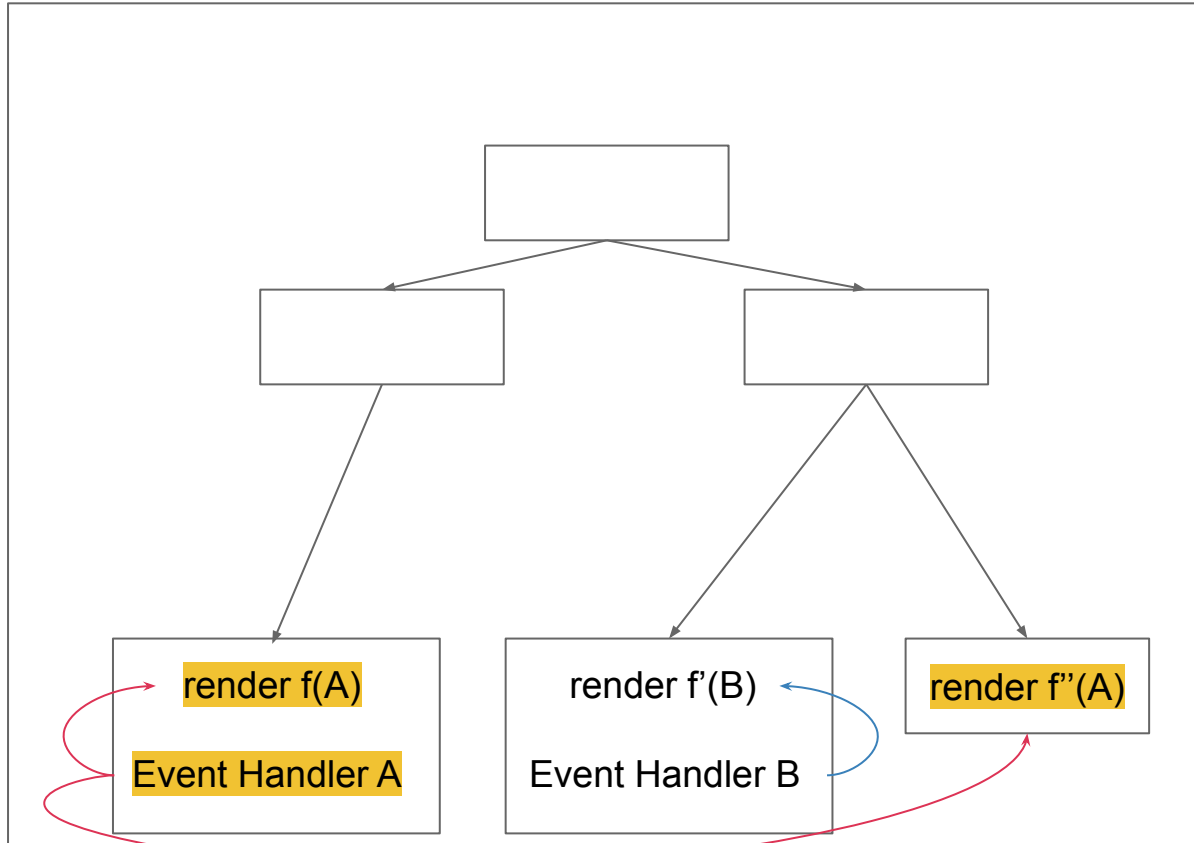 render f(A)
Event Handler A
render f’(B)
Event Handler B
render f’’(A)